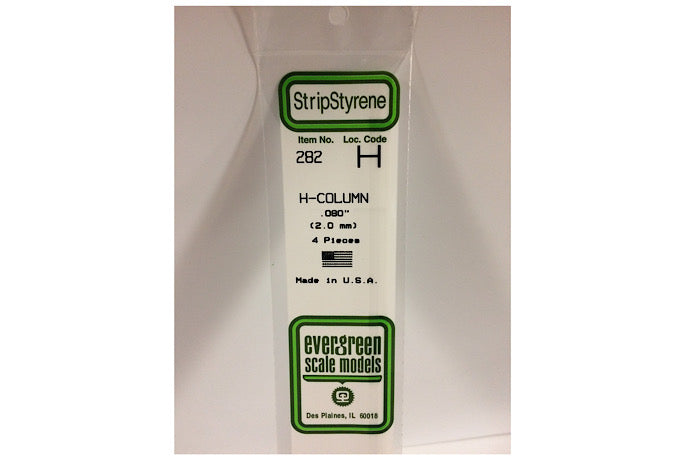 StripStyrene
Item No. Loc. Code
282 H
H-COLUMN
.080"
(2.0 mm)
4 Pieces
Made in U.S.A.
evergreen
scale models
Des Plaines, IL 60018